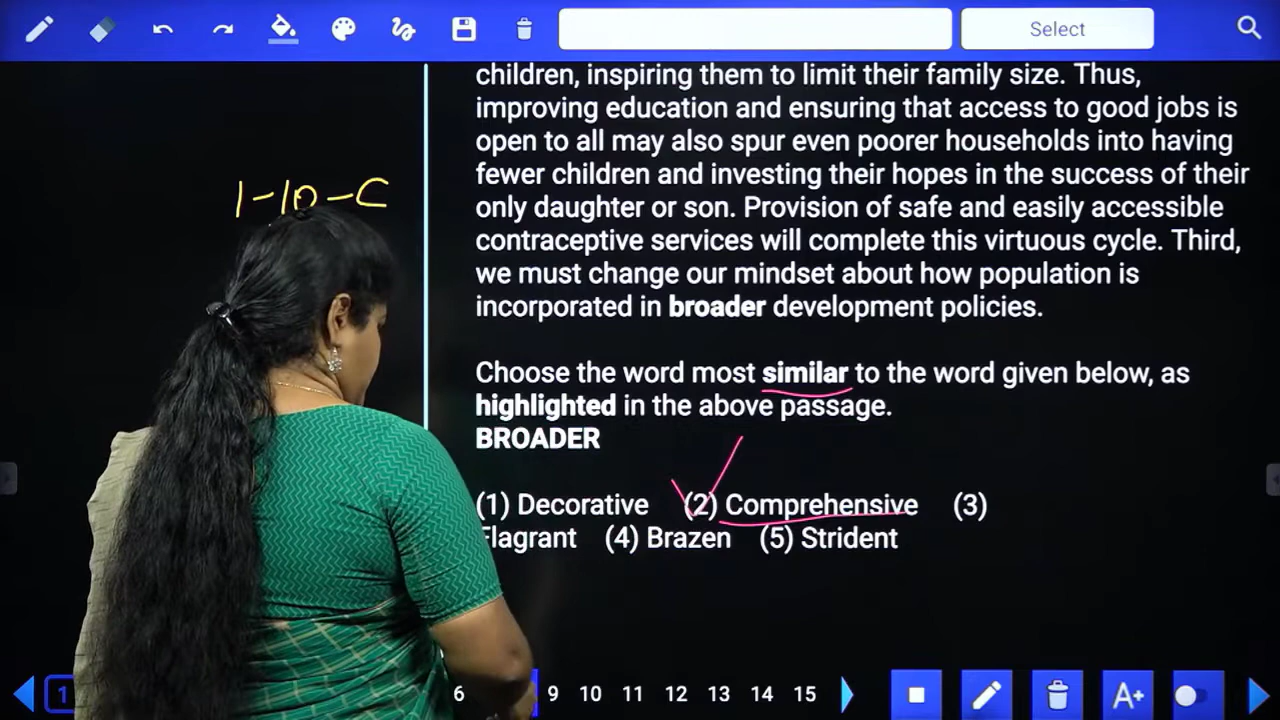 Select
children, inspiring them to limit their family size. Thus,
improving education and ensuring that access to good jobs is
open to all may also spur even poorer households into having
fewer children and investing their hopes in the success of their
only daughter or son. Provision of safe and easily accessible
contraceptive services will complete this virtuous cycle. Third,
we must change our mindset about how population is
incorporated in broader development policies.
1-10-C
Choose the word most similar to the word given below, as
highlighted in the above passage.
BROADER
(1) Decorative (2) Comprehensive (3)
Flagrant (4) Brazen (5) Strident
1 6 9 10 11 12 13 14 15 A+